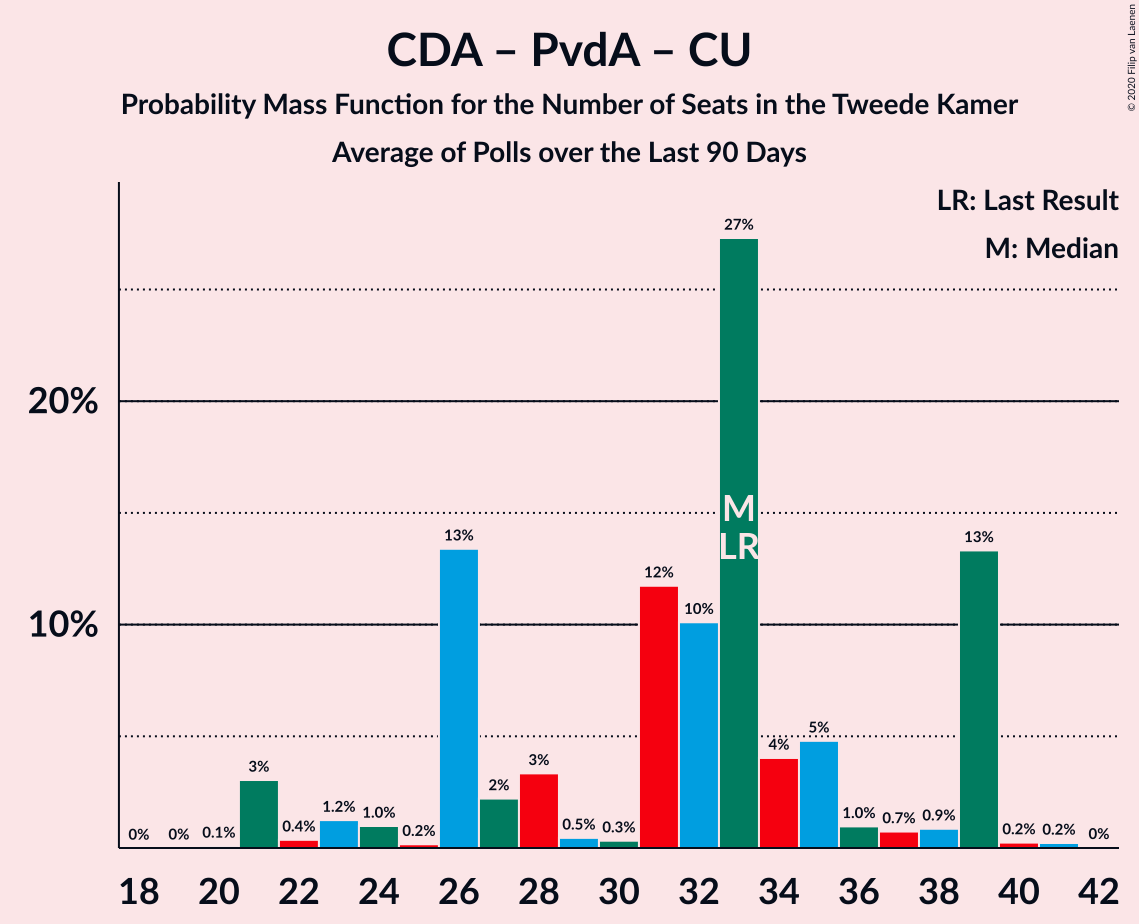 CDA – PvdA – CU
Probability Mass Function for the Number of Seats in the Tweede Kamer
Average of Polls over the Last 90 Days
© 2020 Filip van Laenen
LR: Last Result
M: Median
20%
10%
0% 0% 0.1% 3% 0.4% 1.2% 1.0% 0.2% 13% 2% 3% 0.5% 0.3% 12% 10% 27% 4% 5% 1.0% 0.7% 0.9% 13% 0.2% 0.2% 0%
M
LR
18 20 22 24 26 28 30 32 34 36 38 40 42